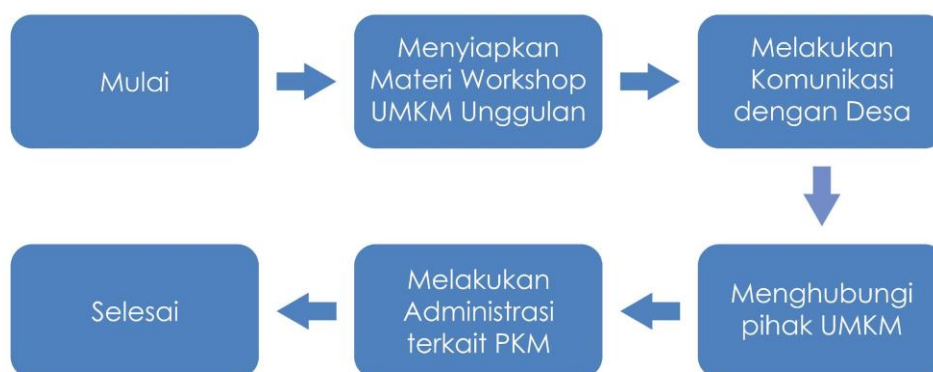 Mulai
Menyiapkan
Materi Workshop
UMKM Unggulan
Melakukan
Komunikasi
dengan Desa
Menghubungi
pihak UMKM
Melakukan
Administrasi
terkait PKM
Selesai